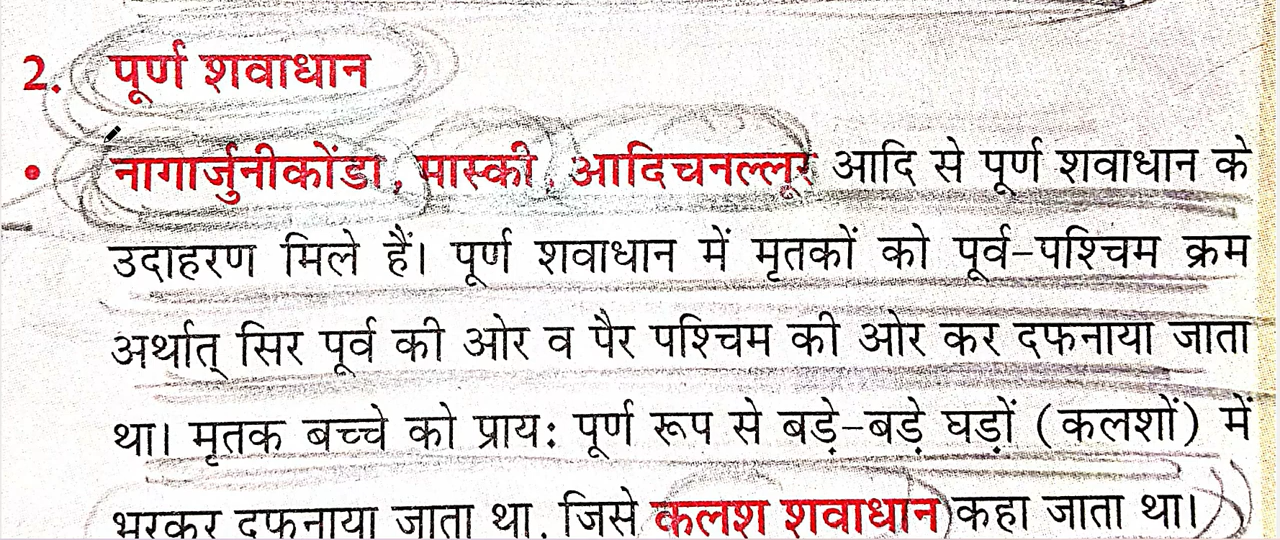 2. पूर्ण शवाधान
• नागार्जुनीकोंडा, मास्की, आदिचनल्लूर आदि से पूर्ण शवाधान के
उदाहरण मिले हैं। पूर्ण शवाधान में मृतकों को पूर्व-पश्चिम क्रम
अर्थात् सिर पूर्व की ओर व पैर पश्चिम की ओर कर दफनाया जाता
था। मृतक बच्चे को प्रायः पूर्ण रूप से बड़े-बड़े घड़ों (कलशों) में
भरकर दफनाया जाता था, जिसे कलश शवाधान कहा जाता था।